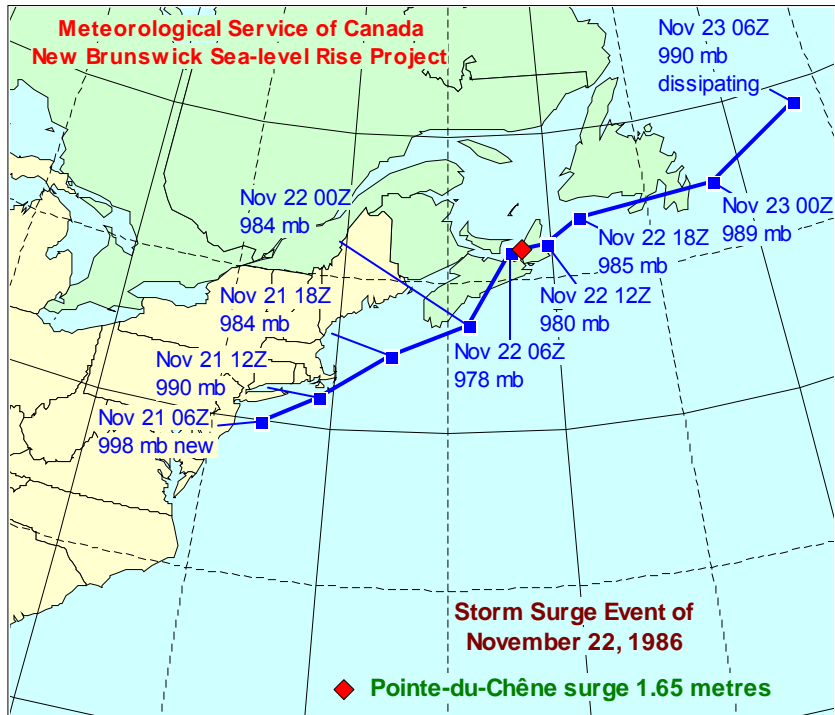 Meteorological Service of Canada
New Brunswick Sea-level Rise Project
Nov 23 06Z
990 mb
dissipating
Nov 22 00Z
984 mb
Nov 23 00Z
989 mb
Nov 22 18Z
985 mb
Nov 21 18Z
984 mb
Nov 22 12Z
980 mb
Nov 22 06Z
978 mb
Nov 21 12Z
990 mb
Nov 21 06Z
998 mb new
Storm Surge Event of
November 22, 1986
Pointe-du-Chêne surge 1.65 metres